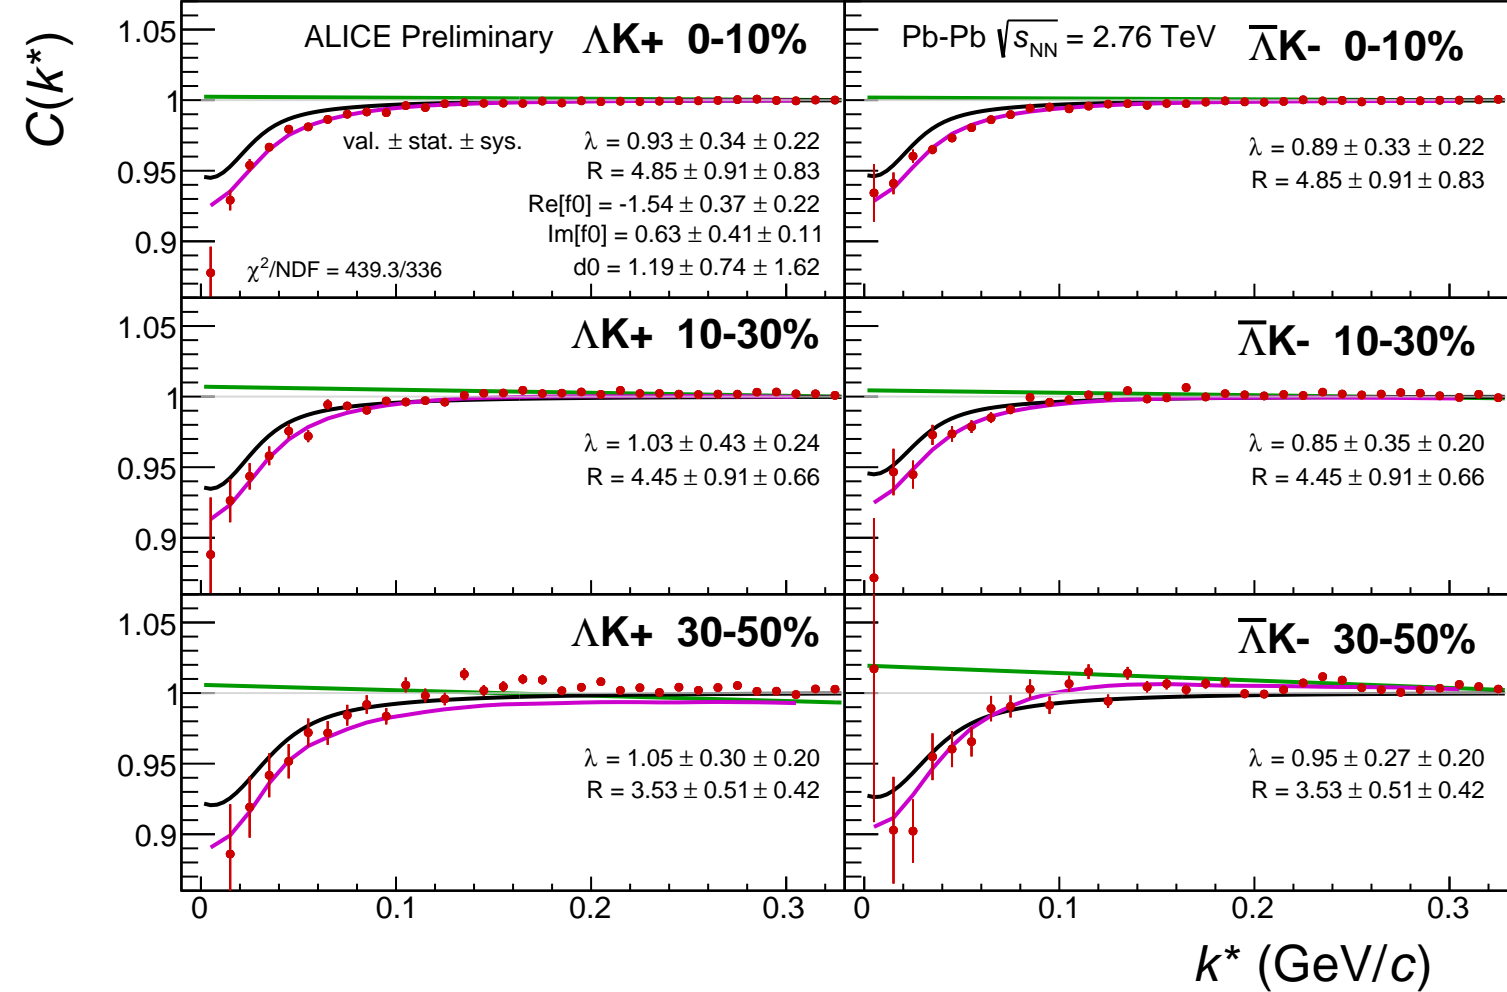 C(k*)
ALICE Preliminary ΛK+ 0-10%
1.05
1
0.95
0.9
val. ± stat. ± sys.
λ = 0.93 ± 0.34 ± 0.22
R = 4.85 ± 0.91 ± 0.83
Re[f0] = -1.54 ± 0.37 ± 0.22
Im[f0] = 0.63 ± 0.41 ± 0.11
d0 = 1.19 ± 0.74 ± 1.62
χ²/NDF = 439.3/336
Pb-Pb √s_NN = 2.76 TeV Λ̅K- 0-10%
λ = 0.89 ± 0.33 ± 0.22
R = 4.85 ± 0.91 ± 0.83
ΛK+ 10-30%
1.05
1
0.95
0.9
λ = 1.03 ± 0.43 ± 0.24
R = 4.45 ± 0.91 ± 0.66
Λ̅K- 10-30%
λ = 0.85 ± 0.35 ± 0.20
R = 4.45 ± 0.91 ± 0.66
ΛK+ 30-50%
1.05
1
0.95
0.9
λ = 1.05 ± 0.30 ± 0.20
R = 3.53 ± 0.51 ± 0.42
Λ̅K- 30-50%
λ = 0.95 ± 0.27 ± 0.20
R = 3.53 ± 0.51 ± 0.42
0 0.1 0.2 0.3
0 0.1 0.2 0.3
k* (GeV/c)